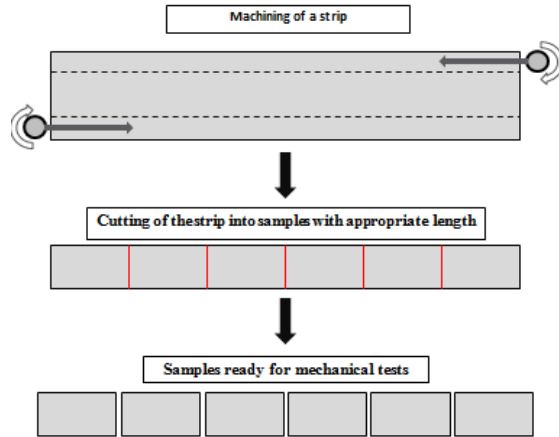 Machining of a strip
Cutting of thestrip into samples with appropriate length
Samples ready for mechanical tests